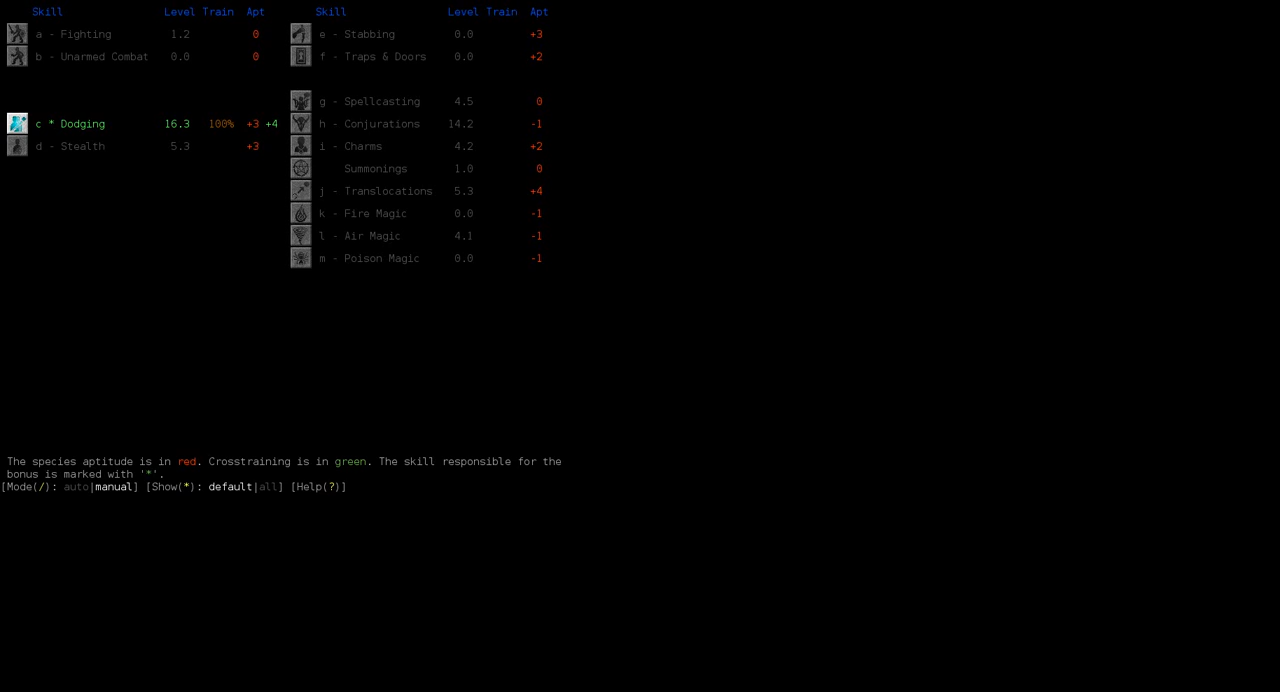 Skill Level Train Apt Skill Level Train Apt
a - Fighting 1.2 0 e - Stabbing 0.0 +3
b - Unarmed Combat 0.0 0 f - Traps & Doors 0.0 +2
g - Spellcasting 4.5 0
c * Dodging 16.3 100% +3 +4 h - Conjurations 14.2 -1
d - Stealth 5.3 +3 i - Charms 4.2 +2
Summonings 1.0 0
j - Translocations 5.3 +4
k - Fire Magic 0.0 -1
l - Air Magic 4.1 -1
m - Poison Magic 0.0 -1
The species aptitude is in red. Crosstraining is in green. The skill responsible for the
bonus is marked with '*'.
[Mode(/): auto|manual] [Show(*): default|all] [Help(?)]